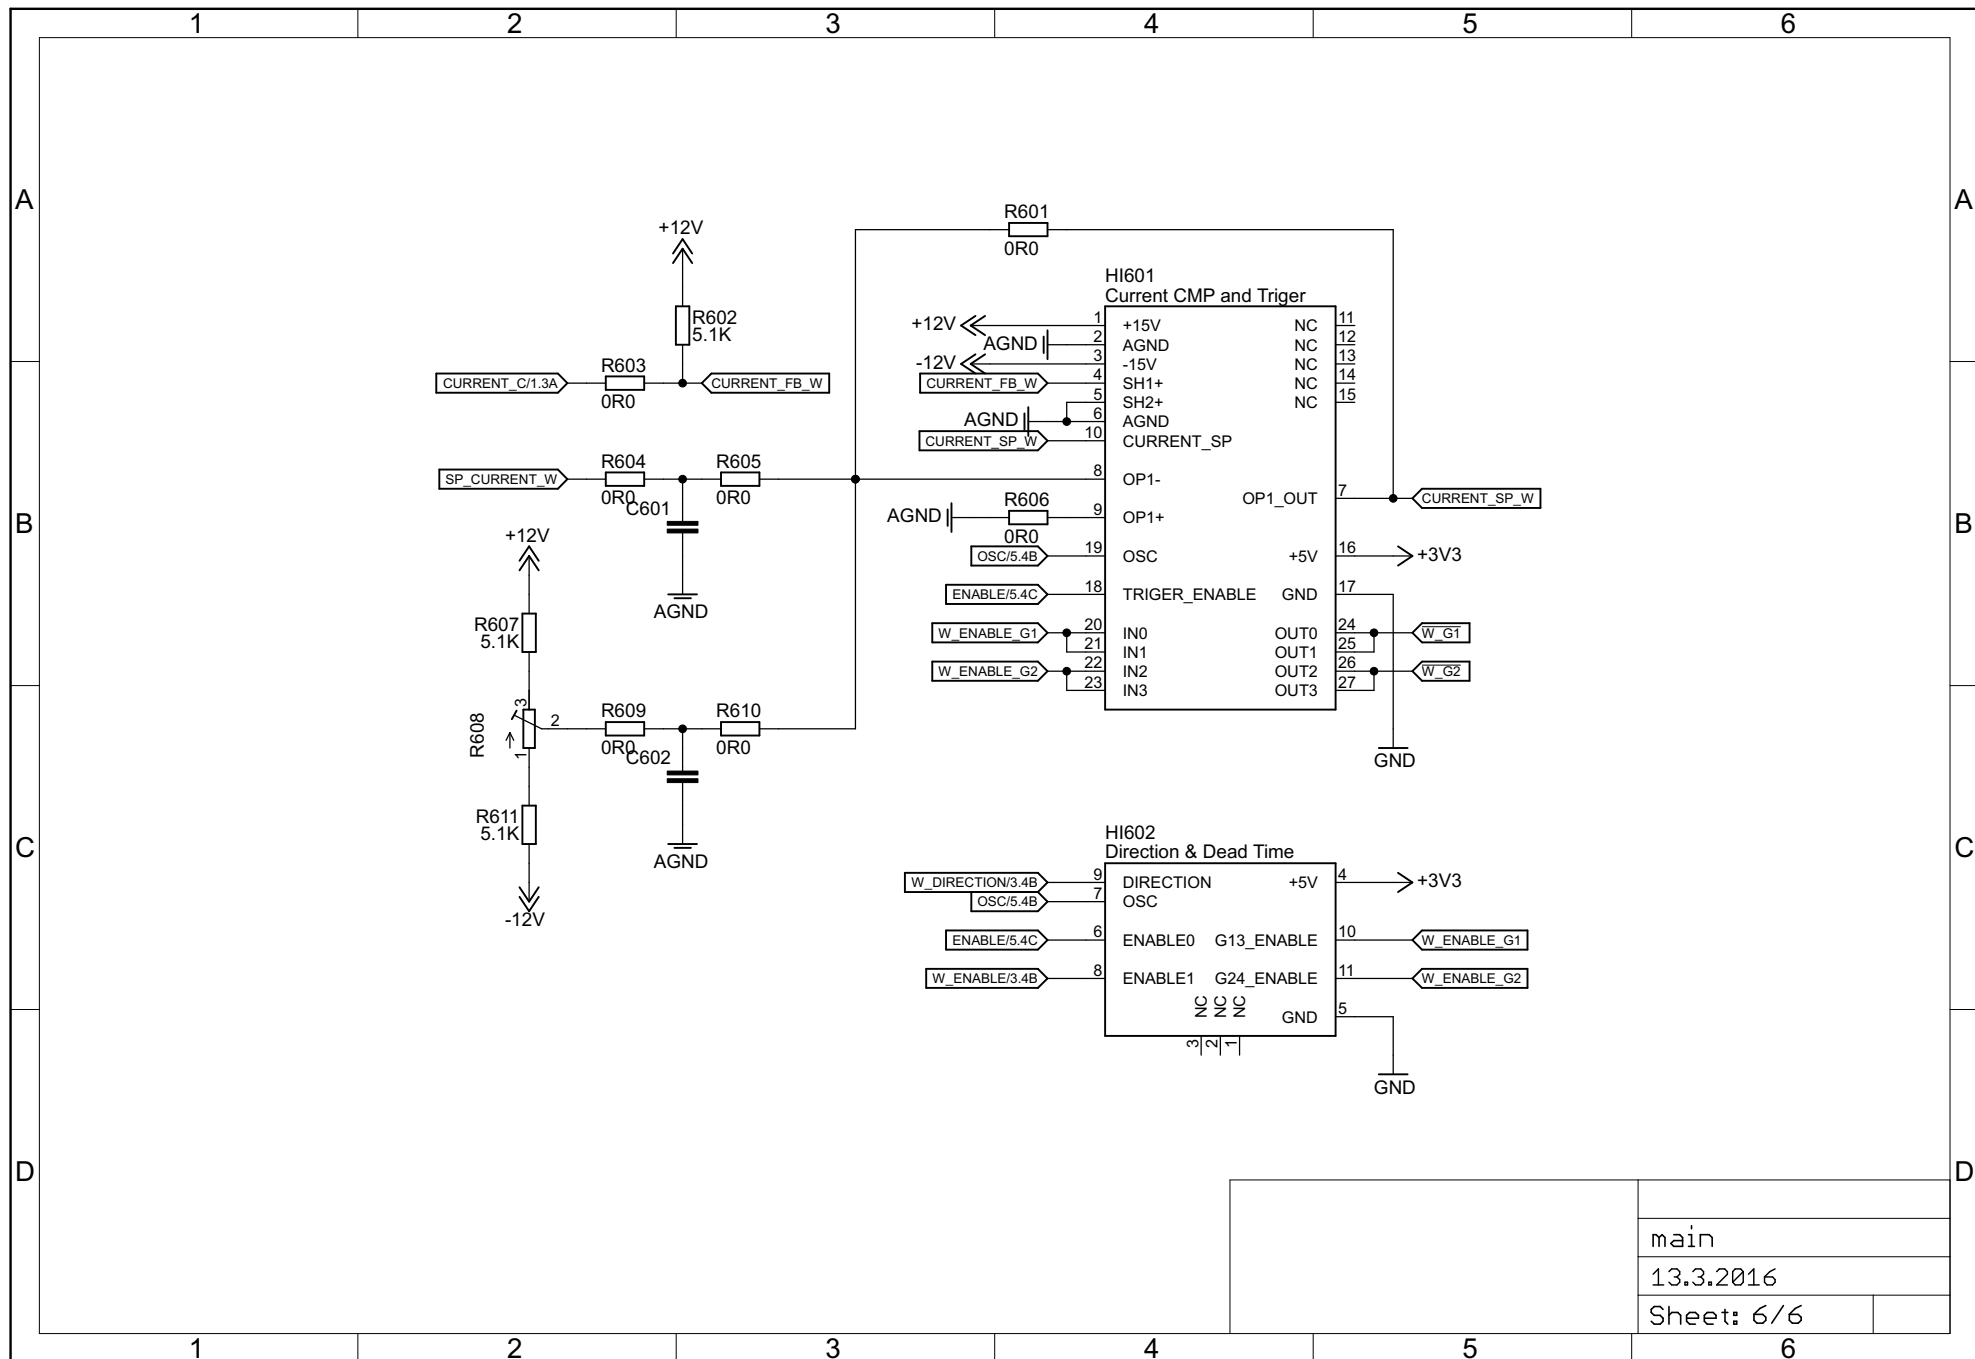 1 2 3 4 5 6
A A
R601
0R0
+12V
R602
5.1K
HI601
Current CMP and Triger
+12V 1 +15V NC 11
AGND 2 AGND NC 12
-12V 3 -15V NC 13
CURRENT_C/1.3A R603 0R0 CURRENT_FB_W
CURRENT_FB_W 4 SH1+ NC 14
5 SH2+ NC 15
AGND 6 AGND
CURRENT_SP_W 10 CURRENT_SP
SP_CURRENT_W R604 0R0 R605 0R0
C601
AGND
8 OP1-
OP1_OUT 7 CURRENT_SP_W
AGND R606 0R0 9 OP1+
B B
OSC/5.4B 19 OSC +5V 16 +3V3
ENABLE/5.4C 18 TRIGER_ENABLE GND 17
W_ENABLE_G1 20 IN0 OUT0 24 W_G1
21 IN1 OUT1 25
W_ENABLE_G2 22 IN2 OUT2 26 W_G2
23 IN3 OUT3 27
GND
+12V
R607
5.1K
R608 3 2 1
R609 0R0 R610 0R0
C602
AGND
R611
5.1K
-12V
C C
HI602
Direction & Dead Time
W_DIRECTION/3.4B 9 DIRECTION +5V 4 +3V3
OSC/5.4B 7 OSC
ENABLE/5.4C 6 ENABLE0 G13_ENABLE 10 W_ENABLE_G1
W_ENABLE/3.4B 8 ENABLE1 G24_ENABLE 11 W_ENABLE_G2
NC NC NC GND 5
3 2 1
GND
D D
main
13.3.2016
Sheet: 6/6
1 2 3 4 5 6